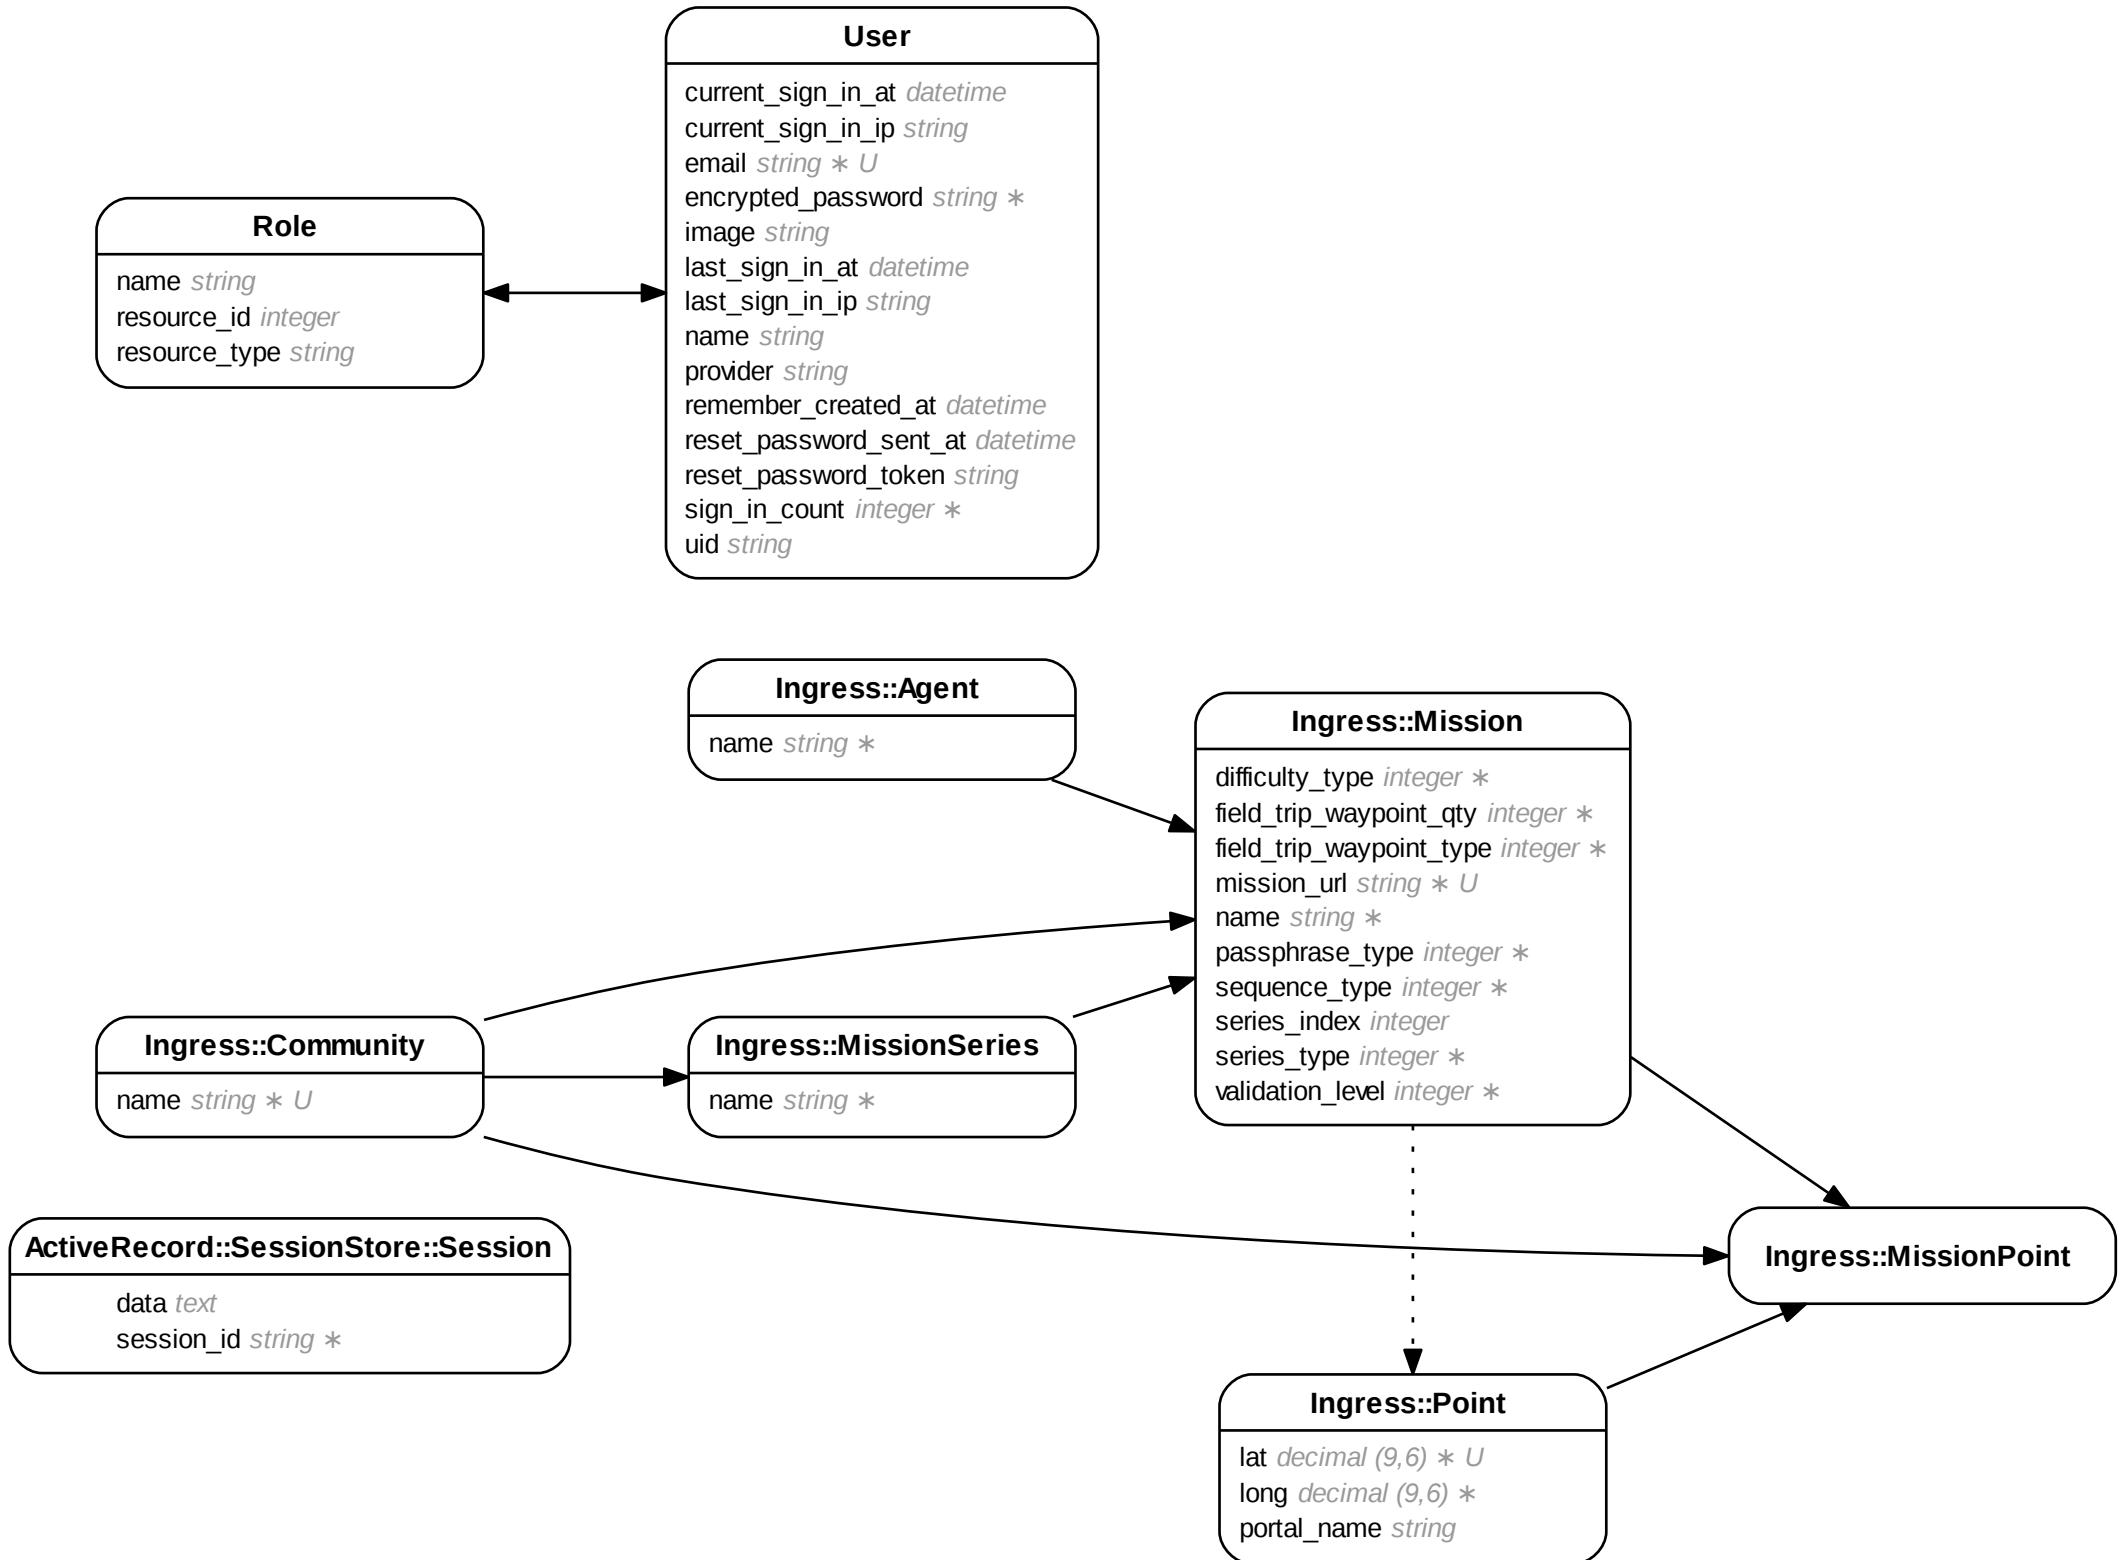 User
current_sign_in_at datetime
current_sign_in_ip string
email string ∗ U
encrypted_password string ∗
image string
last_sign_in_at datetime
last_sign_in_ip string
name string
provider string
remember_created_at datetime
reset_password_sent_at datetime
reset_password_token string
sign_in_count integer ∗
uid string
Role
name string
resource_id integer
resource_type string
Ingress::Agent
name string ∗
Ingress::Mission
difficulty_type integer ∗
field_trip_waypoint_qty integer ∗
field_trip_waypoint_type integer ∗
mission_url string ∗ U
name string ∗
passphrase_type integer ∗
sequence_type integer ∗
series_index integer
series_type integer ∗
validation_level integer ∗
Ingress::Community
name string ∗ U
Ingress::MissionSeries
name string ∗
ActiveRecord::SessionStore::Session
data text
session_id string ∗
Ingress::MissionPoint
Ingress::Point
lat decimal (9,6) ∗ U
long decimal (9,6) ∗
portal_name string